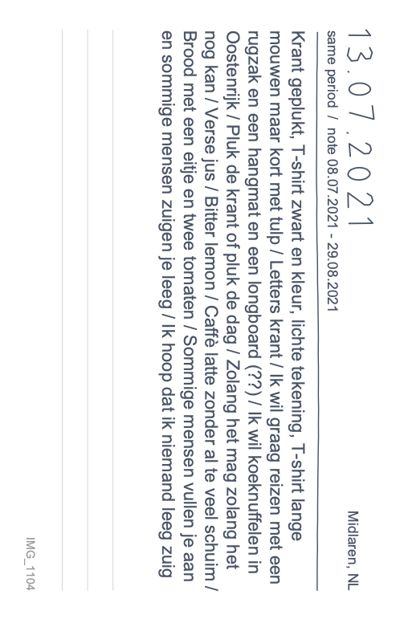 13.07.2021
Midlaren, NL
same period / note 08.07.2021 - 29.08.2021
Krant geplukt, T-shirt zwart en kleur, lichte tekening, T-shirt lange
mouwen maar kort met tulp / Letters krant / Ik wil graag reizen met een
rugzak en een hangmat en een longboard (??) / Ik wil koeknuffelen in
Oostenrijk / Pluk de krant of pluk de dag / Zolang het mag zolang het
nog kan / Verse jus / Bitter lemon / Caffè latte zonder al te veel schuim /
Brood met een eitje en twee tomaten / Sommige mensen vullen je aan
en sommige mensen zuigen je leeg / Ik hoop dat ik niemand leeg zuig
IMG_1104